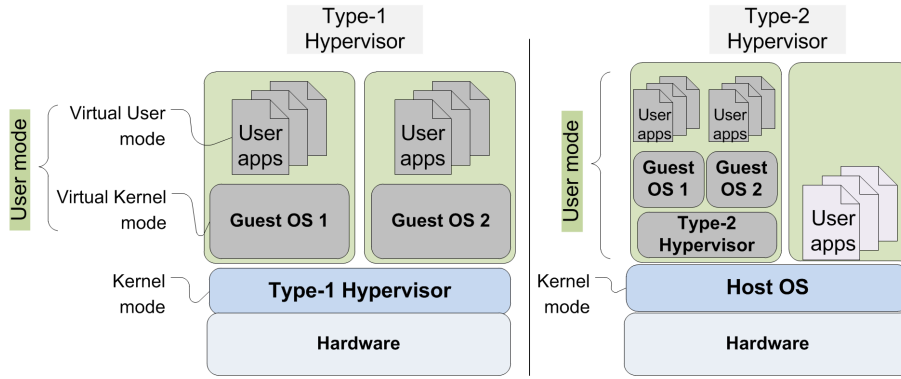 Type-1
Hypervisor
User mode
Virtual User
mode
Virtual Kernel
mode
Kernel
mode
User
apps
User
apps
Guest OS 1
Guest OS 2
Type-1 Hypervisor
Hardware
Type-2
Hypervisor
User mode
Kernel
mode
User
apps
User
apps
Guest
OS 1
Guest
OS 2
Type-2
Hypervisor
User
apps
Host OS
Hardware